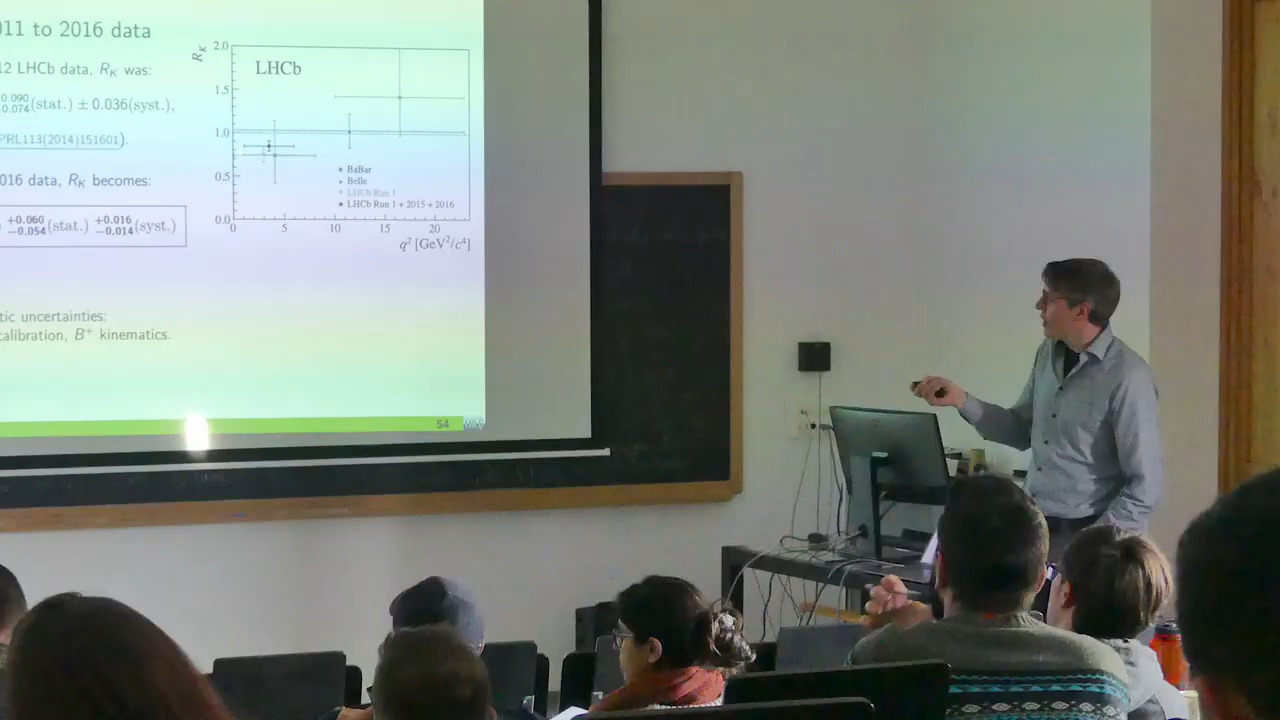 011 to 2016 data
12 LHCb data, R_K was:
0.090
0.074(stat.) ± 0.036(syst.),
PRL113(2014)151601).
016 data, R_K becomes:
+0.060 −0.054(stat.) +0.016 −0.014(syst.)
tic uncertainties:
calibration, B⁺ kinematics.
R_K
2.0
LHCb
1.5
1.0
0.5
0.0
BaBar
Belle
LHCb Run 1
LHCb Run 1 + 2015 + 2016
0 5 10 15 20
q² [GeV²/c⁴]
54